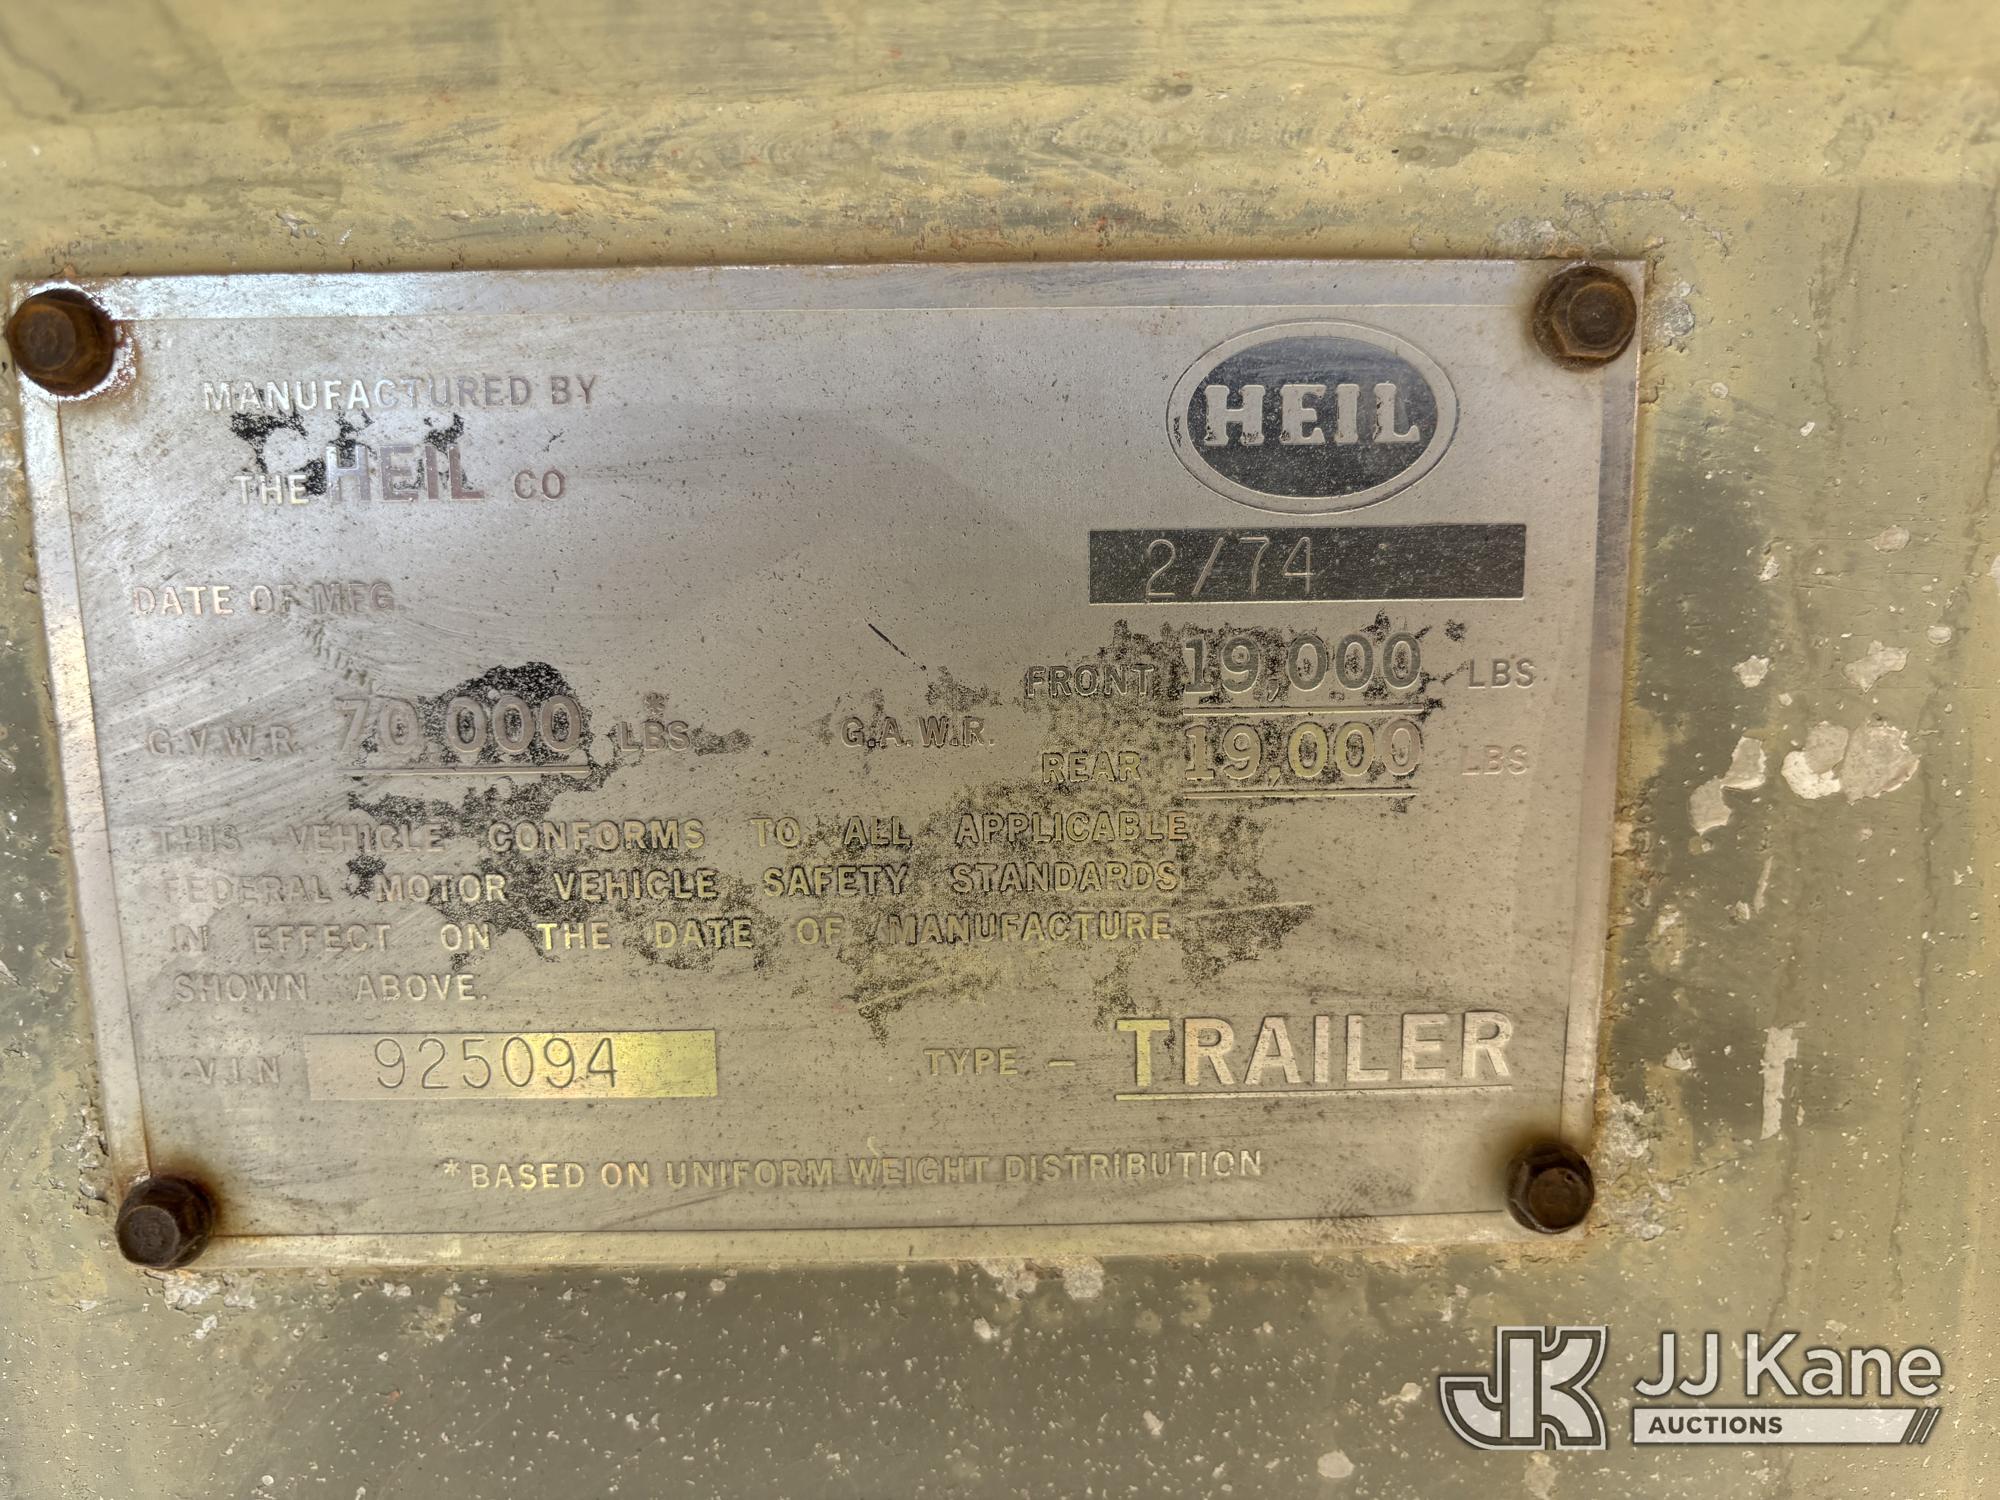 MANUFACTURED BY
THE HEIL CO
HEIL
DATE OF MFG. 2/74
G.V.W.R. 70,000 LBS G.A.W.R. FRONT 19,000 LBS
REAR 19,000 LBS
THIS VEHICLE CONFORMS TO ALL APPLICABLE
FEDERAL MOTOR VEHICLE SAFETY STANDARDS
IN EFFECT ON THE DATE OF MANUFACTURE
SHOWN ABOVE.
V.I.N 925094 TYPE - TRAILER
*BASED ON UNIFORM WEIGHT DISTRIBUTION
JK JJ Kane
AUCTIONS